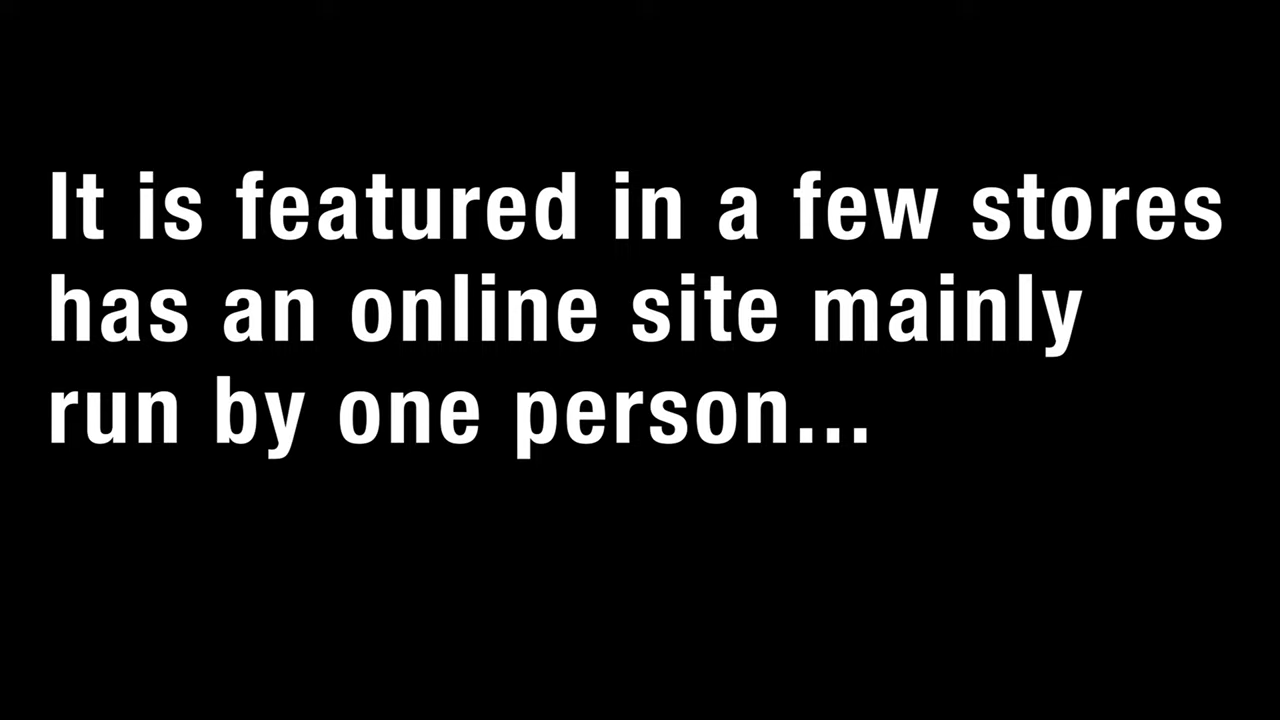 It is featured in a few stores
has an online site mainly
run by one person...